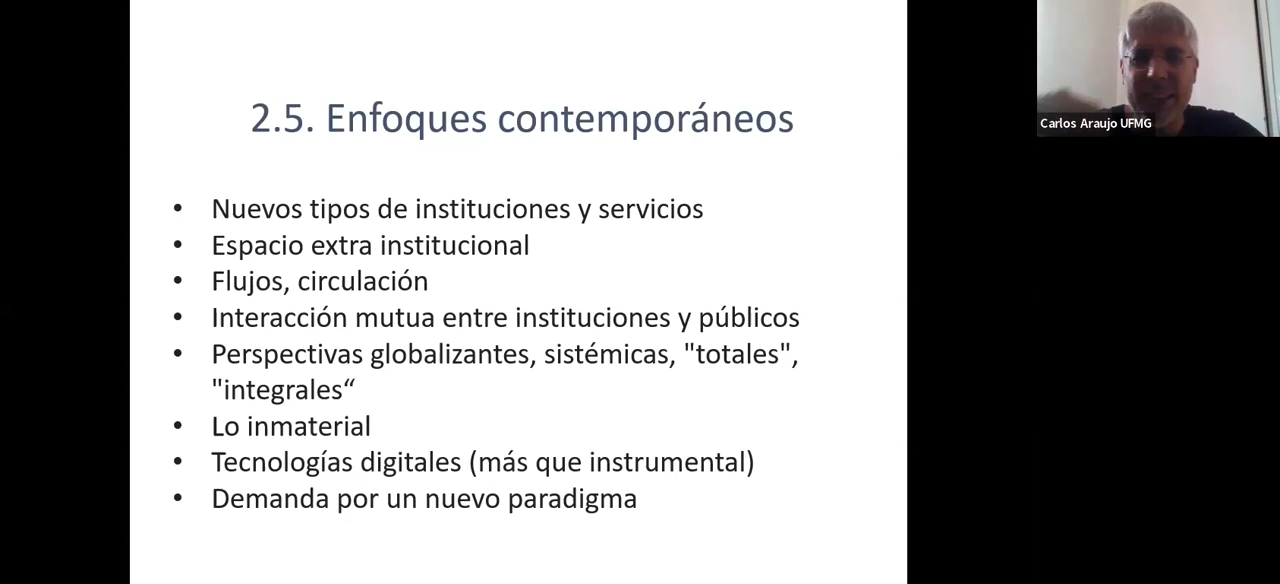 2.5. Enfoques contemporáneos
• Nuevos tipos de instituciones y servicios
• Espacio extra institucional
• Flujos, circulación
• Interacción mutua entre instituciones y públicos
• Perspectivas globalizantes, sistémicas, "totales",
"integrales“
• Lo inmaterial
• Tecnologías digitales (más que instrumental)
• Demanda por un nuevo paradigma
Carlos Araujo UFMG